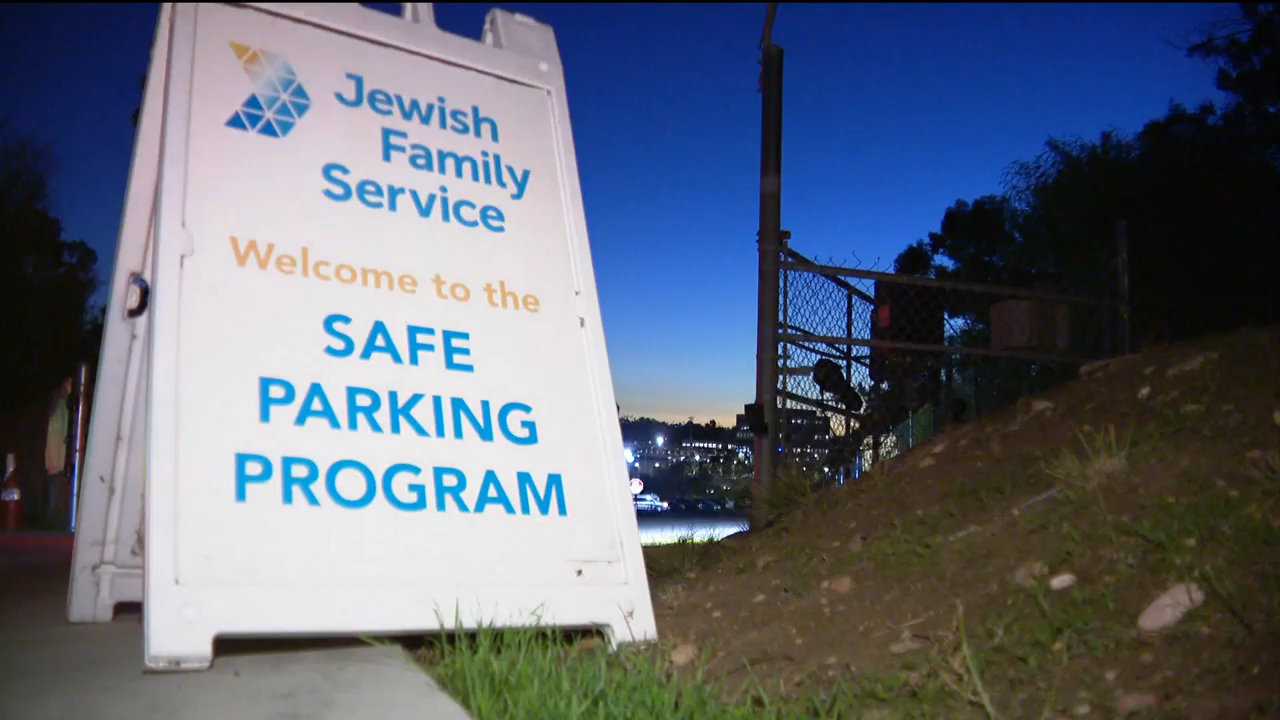 Jewish
Family
Service
Welcome to the
SAFE
PARKING
PROGRAM